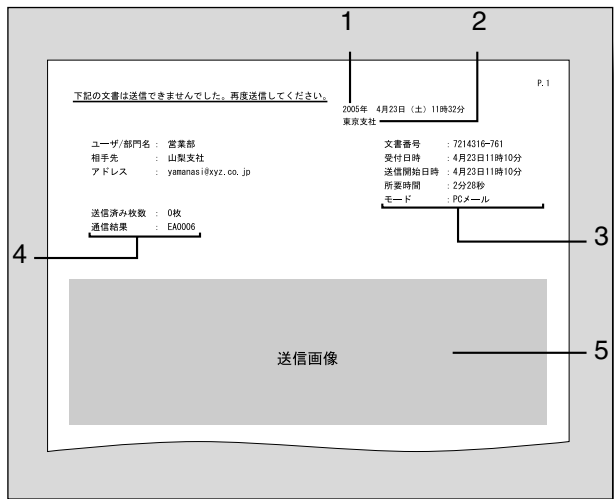 1
2
P.1
下記の文書は送信できませんでした。再度送信してください。
2005年 4月23日（土）11時32分
東京支社
ユーザ/部門名 : 営業部
相手先 : 山梨支社
アドレス : yamanasi@xyz.co.jp
文書番号 : 7214316-761
受付日時 : 4月23日11時10分
送信開始日時 : 4月23日11時10分
所要時間 : 2分28秒
モード : PCメール
送信済み枚数 : 0枚
通信結果 : EA0006
3
4
送信画像
5